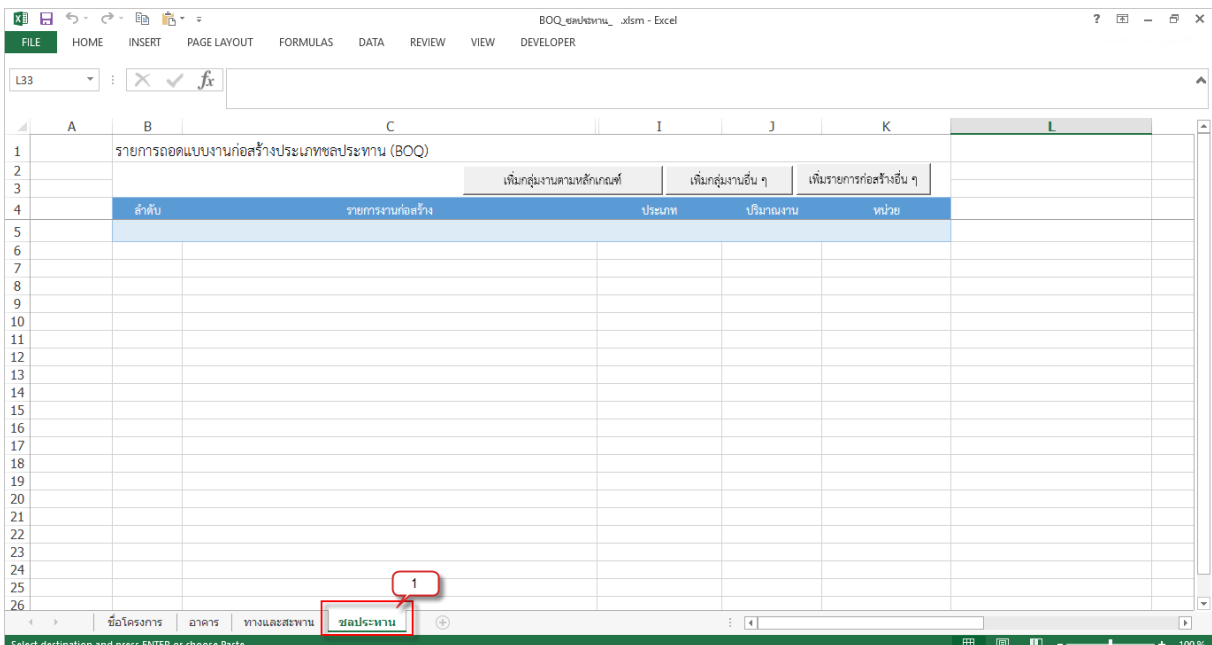 BOQ_ชลประทาน_ .xlsm - Excel
FILE HOME INSERT PAGE LAYOUT FORMULAS DATA REVIEW VIEW DEVELOPER
L33 fx
A B C I J K L
1 รายการถอดแบบงานก่อสร้างประเภทชลประทาน (BOQ)
2 เพิ่มกลุ่มงานตามหลักเกณฑ์ เพิ่มกลุ่มงานอื่น ๆ เพิ่มรายการก่อสร้างอื่น ๆ
3
4 ลำดับ รายการงานก่อสร้าง ประเภท ปริมาณงาน หน่วย
5
6
7
8
9
10
11
12
13
14
15
16
17
18
19
20
21
22
23
24
25 1
26
ชื่อโครงการ อาคาร ทางและสะพาน ชลประทาน
Select destination and press ENTER or choose Paste 100 %